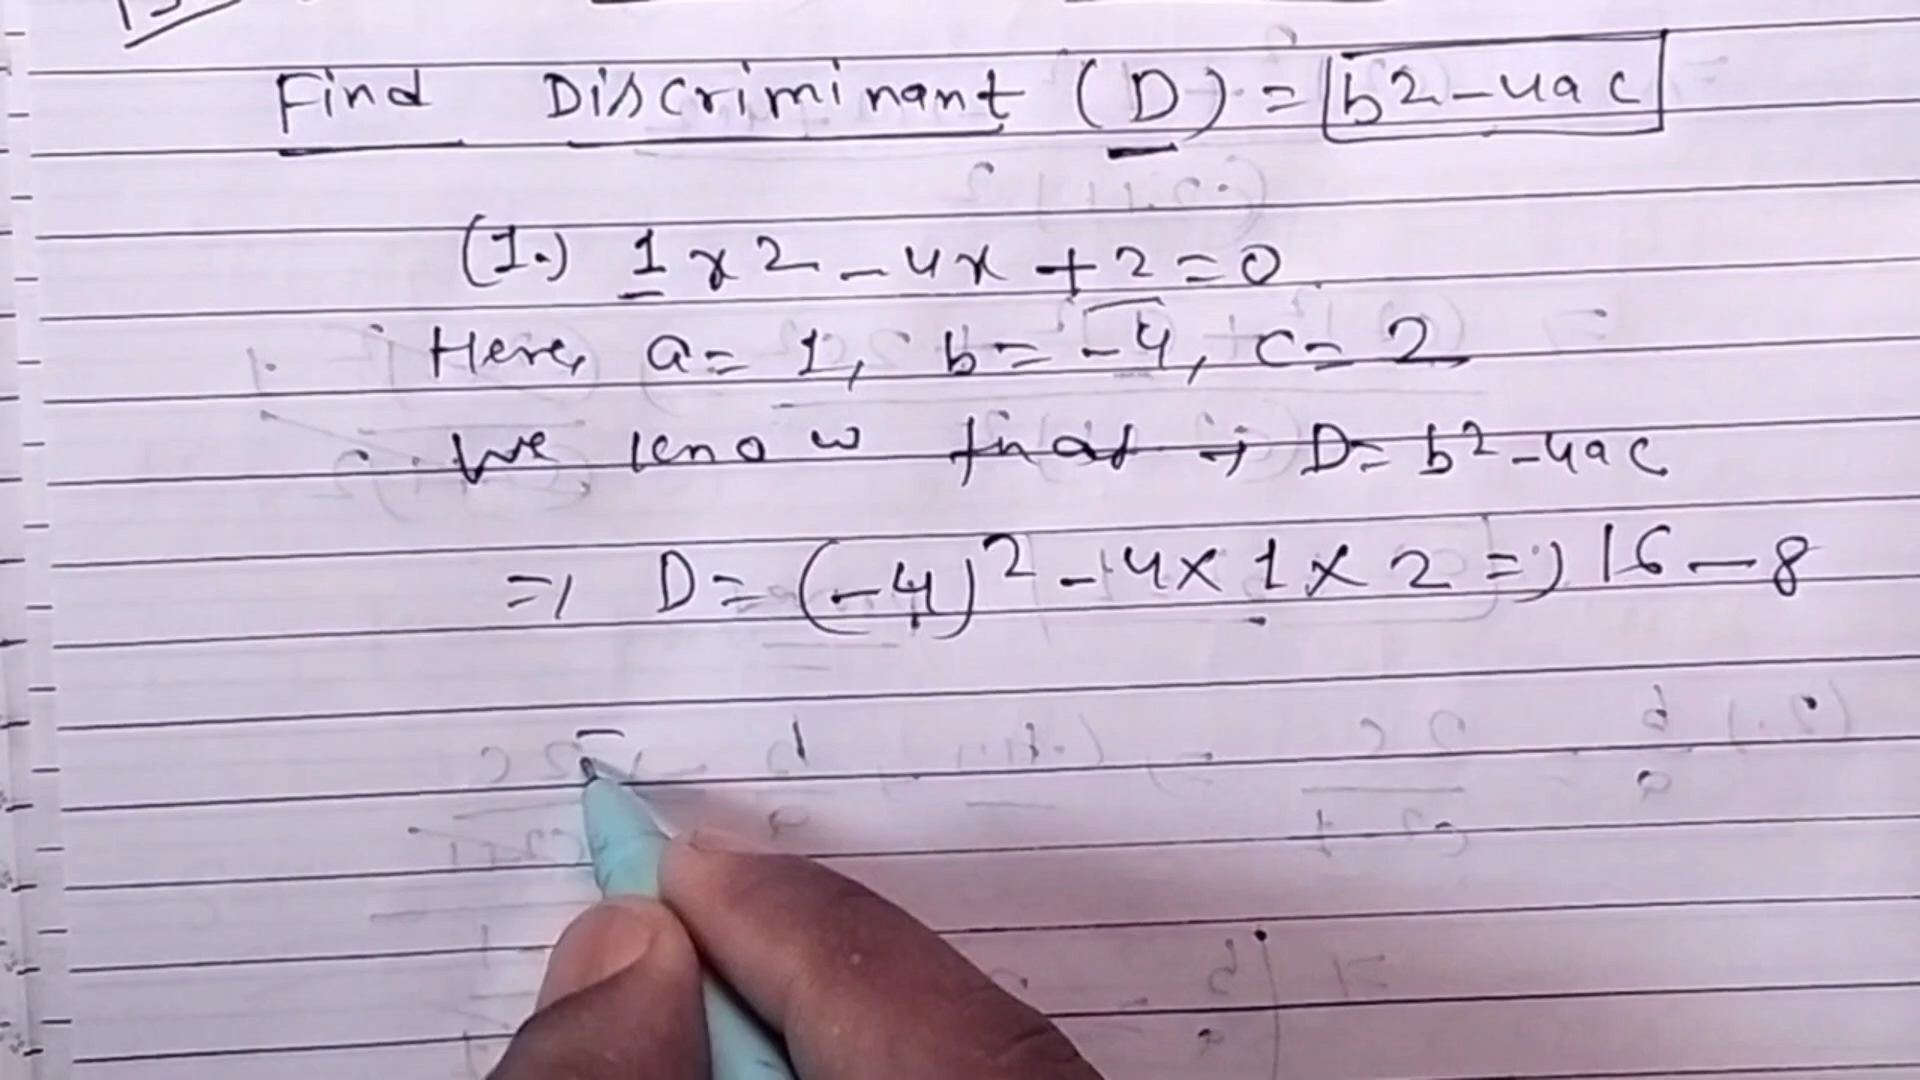 Find Discriminant (D) = b2-4ac
(1.) 1x2-4x+2=0
Here, a=1, b=-4, c=2
We know that → D=b²-4ac
⇒ D=(-4)²-4×1×2 ⇒ 16-8